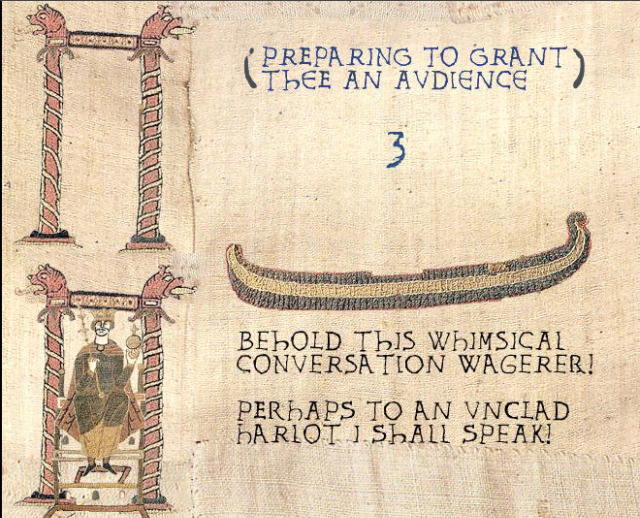 (PREPARING TO GRANT
THEE AN AVDIENCE)
3
BEHOLD THIS WHIMSICAL
CONVERSATION WAGERER!
PERHAPS TO AN VNCLAD
HARLOT I SHALL SPEAK!